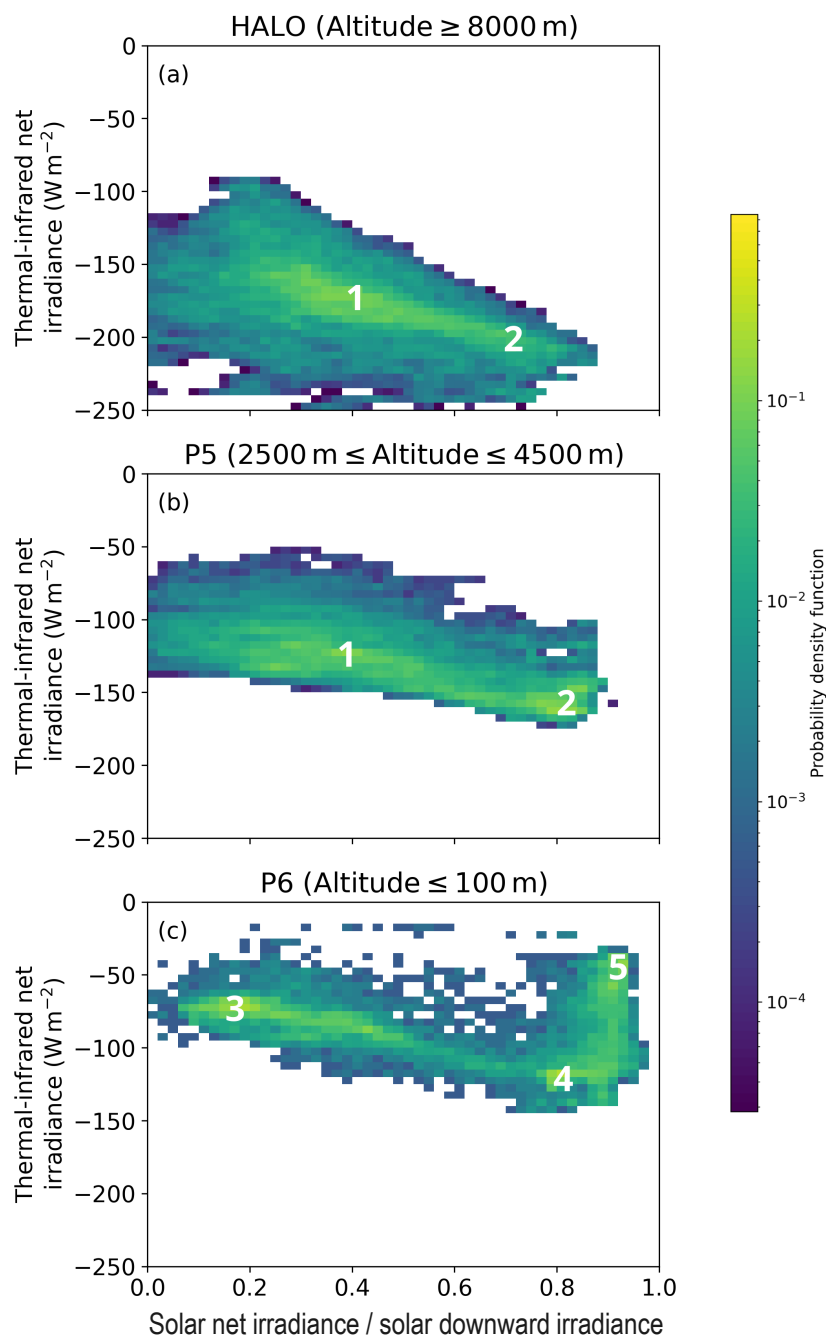 HALO (Altitude ≥ 8000 m)
(a)
0
−50
−100
−150
−200
−250
Thermal-infrared net
irradiance (W m⁻²)
1
2
P5 (2500 m ≤ Altitude ≤ 4500 m)
(b)
0
−50
−100
−150
−200
−250
Thermal-infrared net
irradiance (W m⁻²)
1
2
P6 (Altitude ≤ 100 m)
(c)
0
−50
−100
−150
−200
−250
Thermal-infrared net
irradiance (W m⁻²)
3
4
5
0.0 0.2 0.4 0.6 0.8 1.0
Solar net irradiance / solar downward irradiance
10⁻¹
10⁻²
10⁻³
10⁻⁴
Probability density function